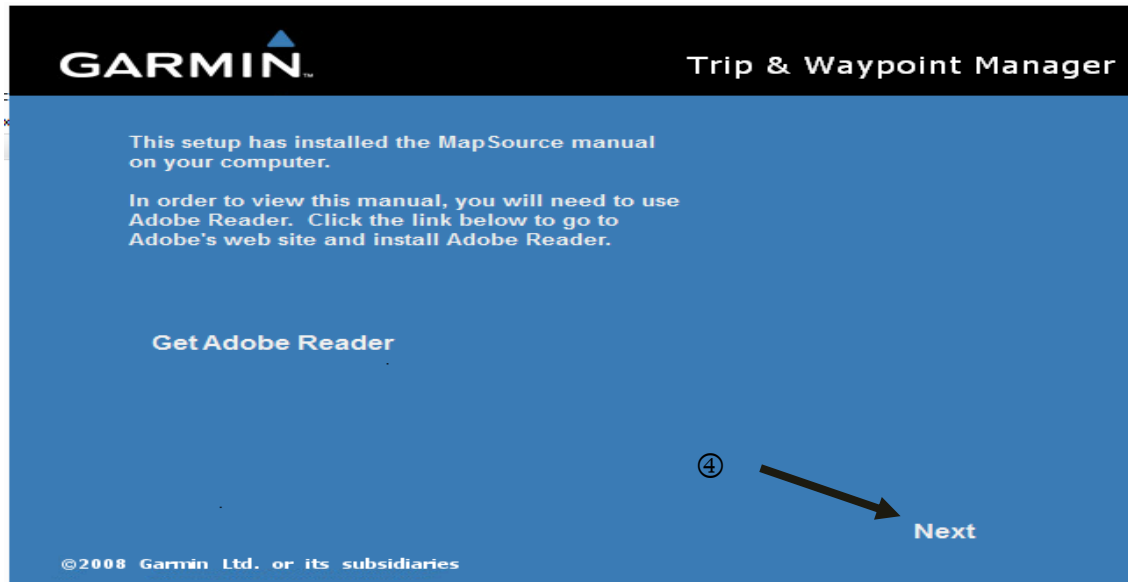 GARMIN™
Trip & Waypoint Manager
This setup has installed the MapSource manual
on your computer.
In order to view this manual, you will need to use
Adobe Reader. Click the link below to go to
Adobe's web site and install Adobe Reader.
Get Adobe Reader
④
Next
©2008 Garmin Ltd. or its subsidiaries